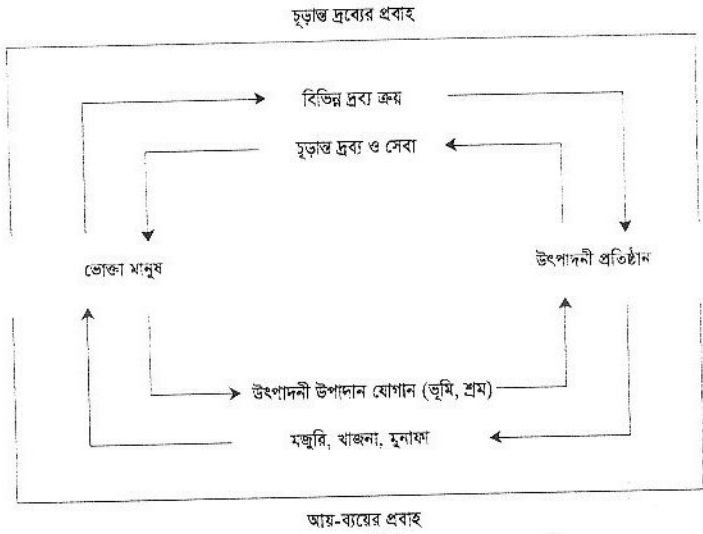 চূড়ান্ত দ্রব্যের প্রবাহ
বিভিন্ন দ্রব্য ক্রয়
চূড়ান্ত দ্রব্য ও সেবা
ভোক্তা মানুষ
উৎপাদনী প্রতিষ্ঠান
উৎপাদনী উপাদান যোগান (ভূমি, শ্রম)
মজুরি, খাজনা, মুনাফা
আয়-ব্যয়ের প্রবাহ